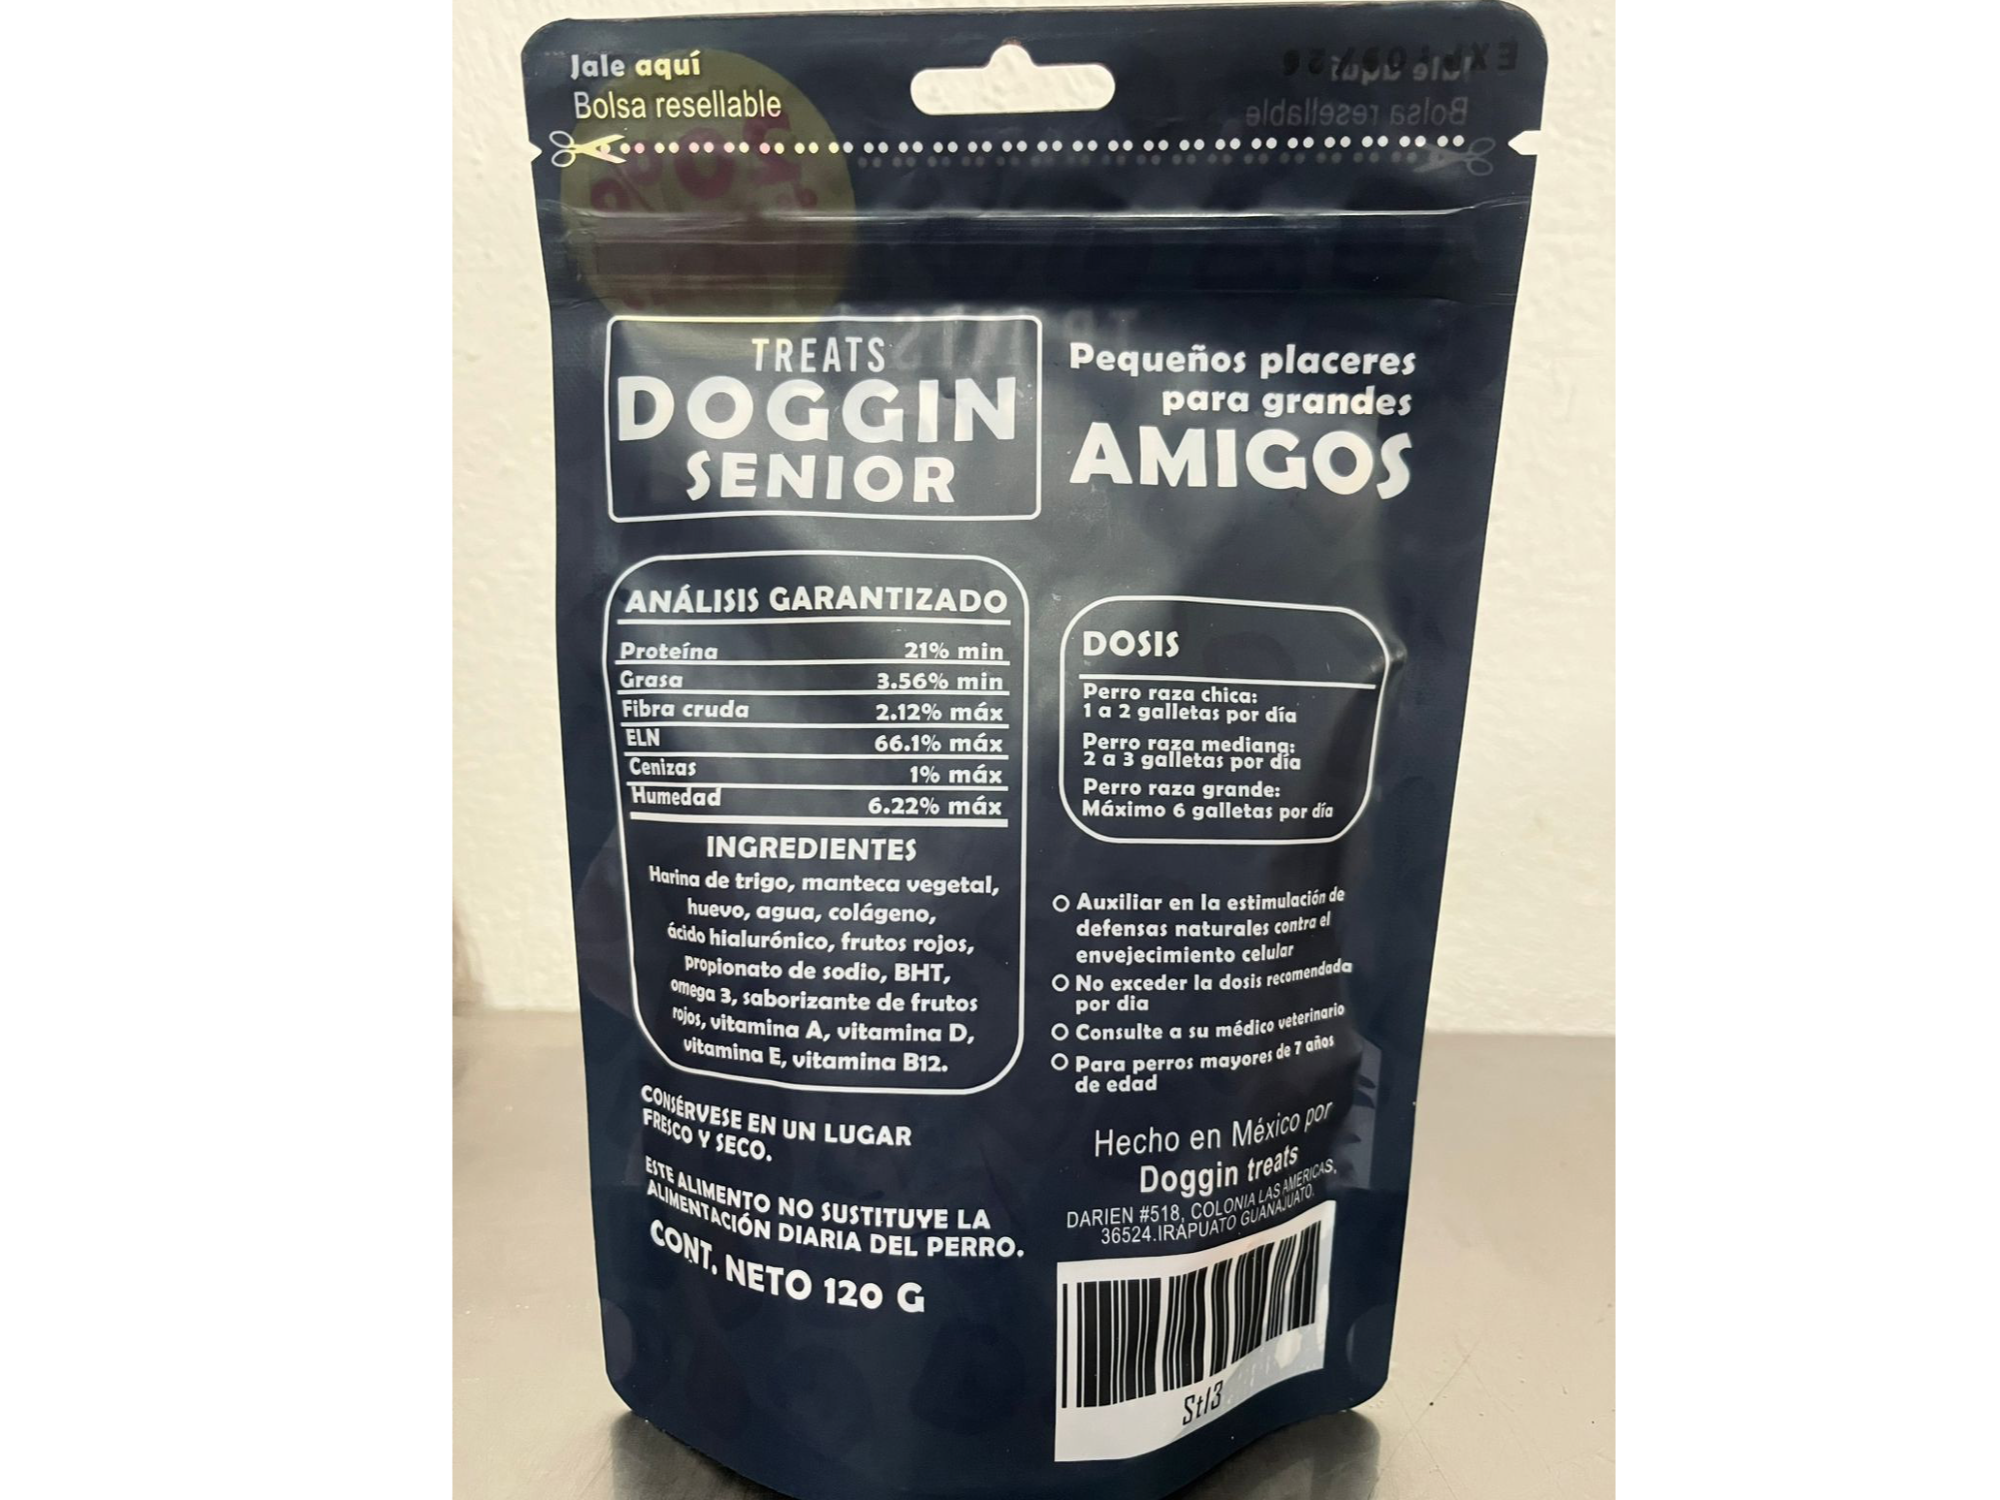 Jale aquí
Bolsa resellable
TREATS
DOGGIN
SENIOR
Pequeños placeres
para grandes
AMIGOS
ANÁLISIS GARANTIZADO
Proteína 21% min
Grasa 3.56% min
Fibra cruda 2.12% máx
ELN 66.1% máx
Cenizas 1% máx
Humedad 6.22% máx
INGREDIENTES
Harina de trigo, manteca vegetal,
huevo, agua, colágeno,
ácido hialurónico, frutos rojos,
propionato de sodio, BHT,
omega 3, saborizante de frutos
rojos, vitamina A, vitamina D,
vitamina E, vitamina B12.
CONSÉRVESE EN UN LUGAR
FRESCO Y SECO.
ESTE ALIMENTO NO SUSTITUYE LA
ALIMENTACIÓN DIARIA DEL PERRO.
CONT. NETO 120 G
DOSIS
Perro raza chica:
1 a 2 galletas por día
Perro raza mediana:
2 a 3 galletas por día
Perro raza grande:
Máximo 6 galletas por día
Auxiliar en la estimulación de
defensas naturales contra el
envejecimiento celular
No exceder la dosis recomendada
por dia
Consulte a su médico veterinario
Para perros mayores de 7 años
de edad
Hecho en México por
Doggin treats
DARIEN #518, COLONIA LAS AMERICAS,
36524.IRAPUATO GUANAJUATO.
St13